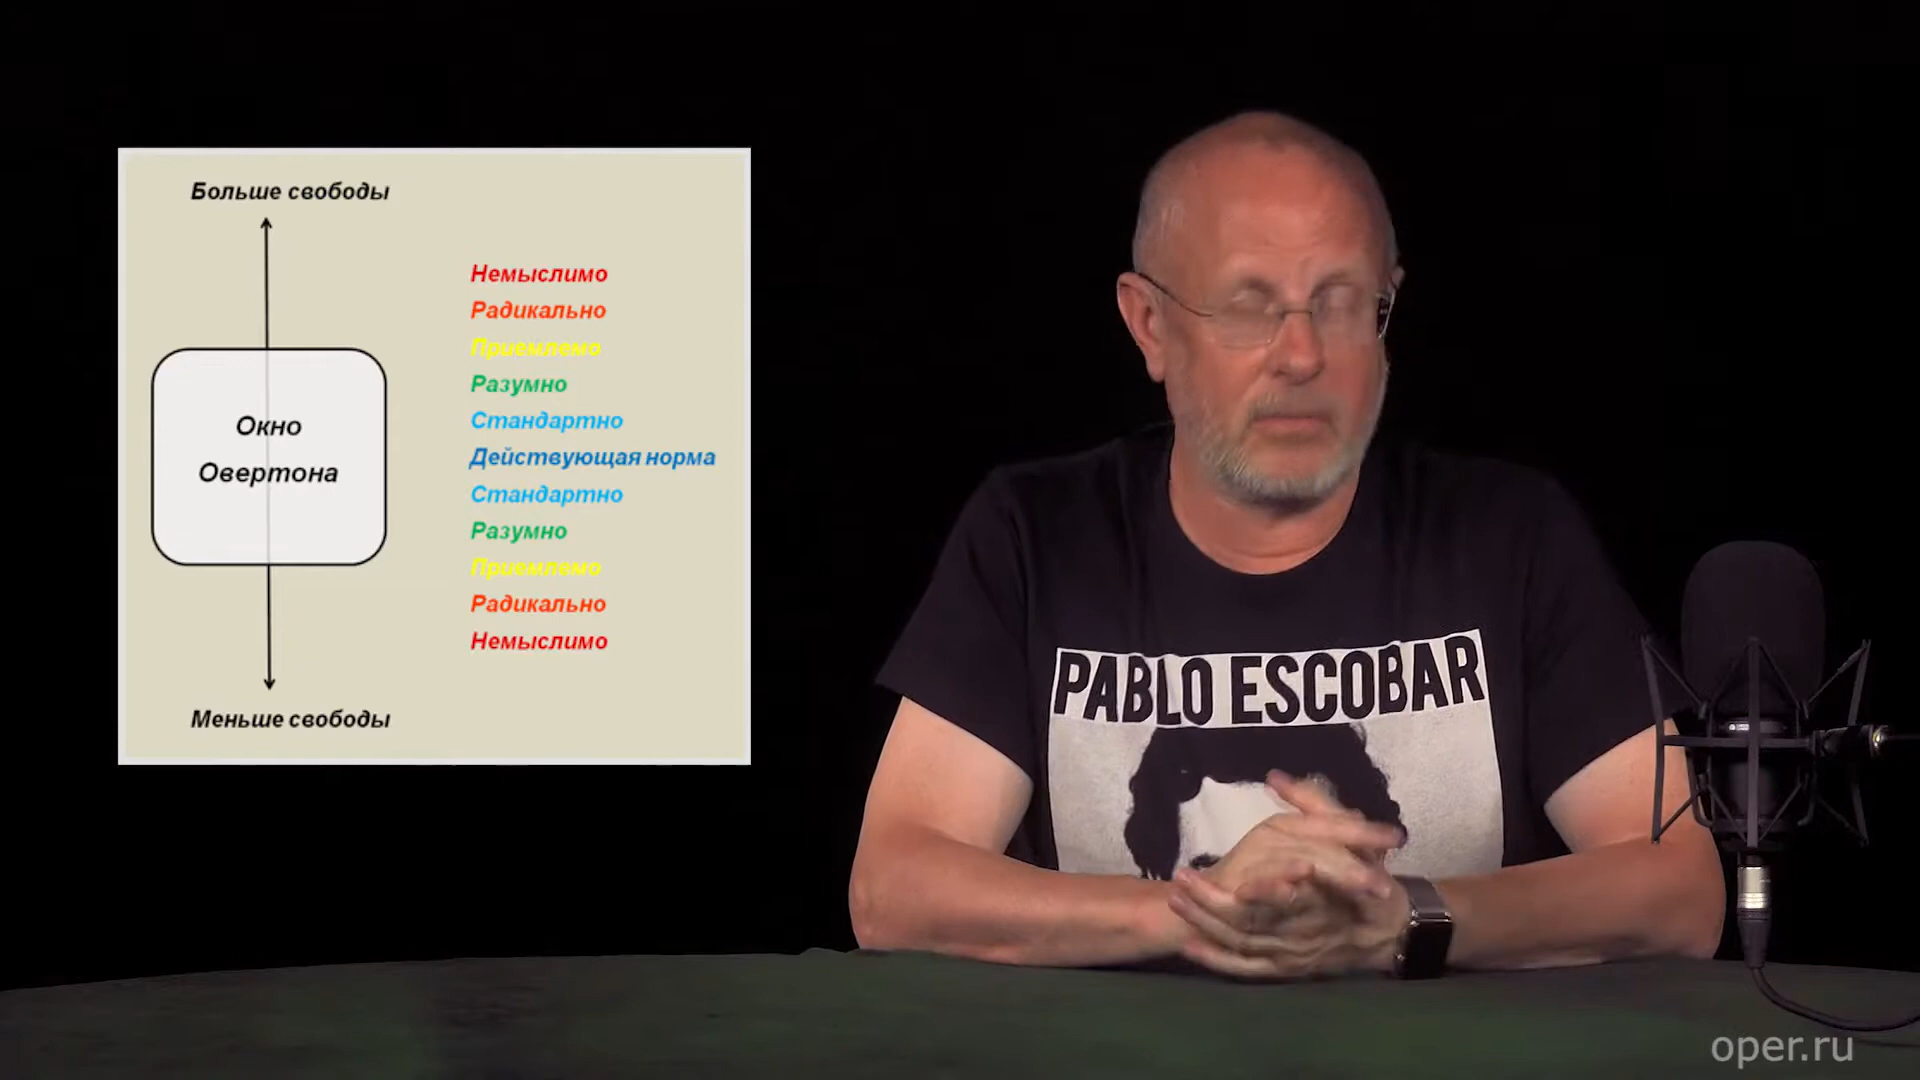 Больше свободы
Окно
Овертона
Меньше свободы
Немыслимо
Радикально
Приемлемо
Разумно
Стандартно
Действующая норма
Стандартно
Разумно
Приемлемо
Радикально
Немыслимо
PABLO ESCOBAR
oper.ru